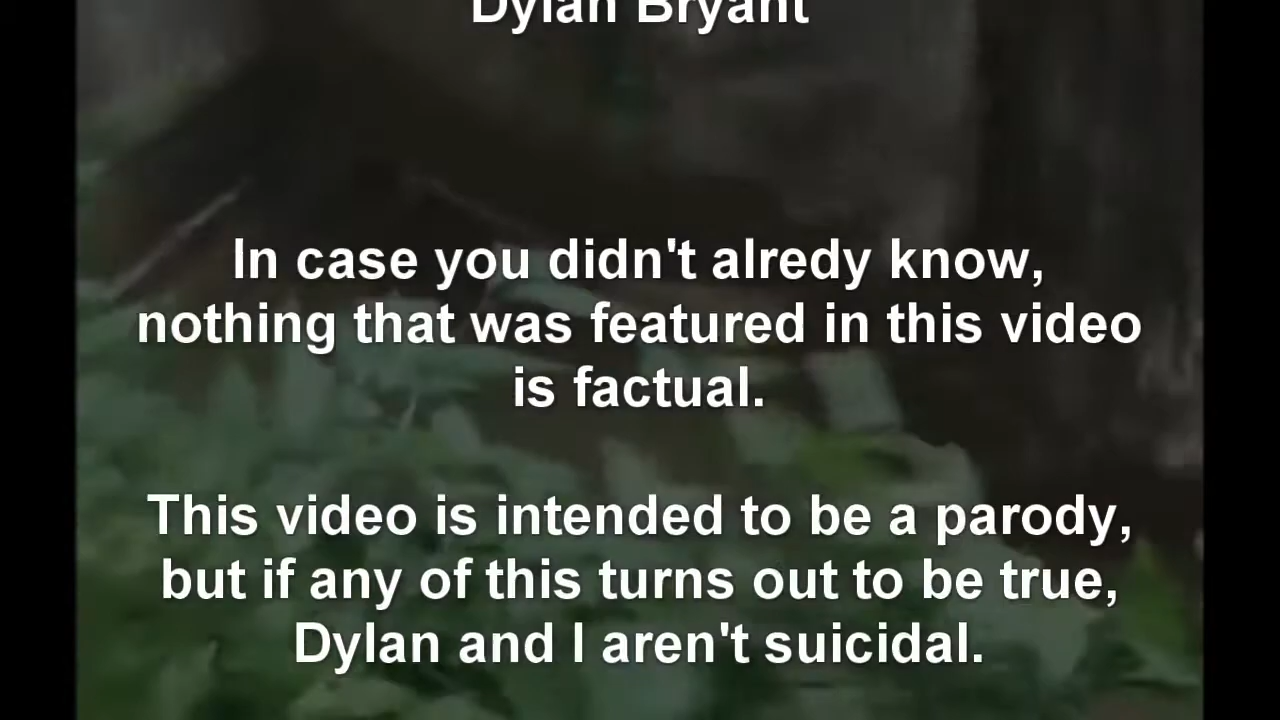 Dylan Bryant
In case you didn't alredy know,
nothing that was featured in this video
is factual.
This video is intended to be a parody,
but if any of this turns out to be true,
Dylan and I aren't suicidal.